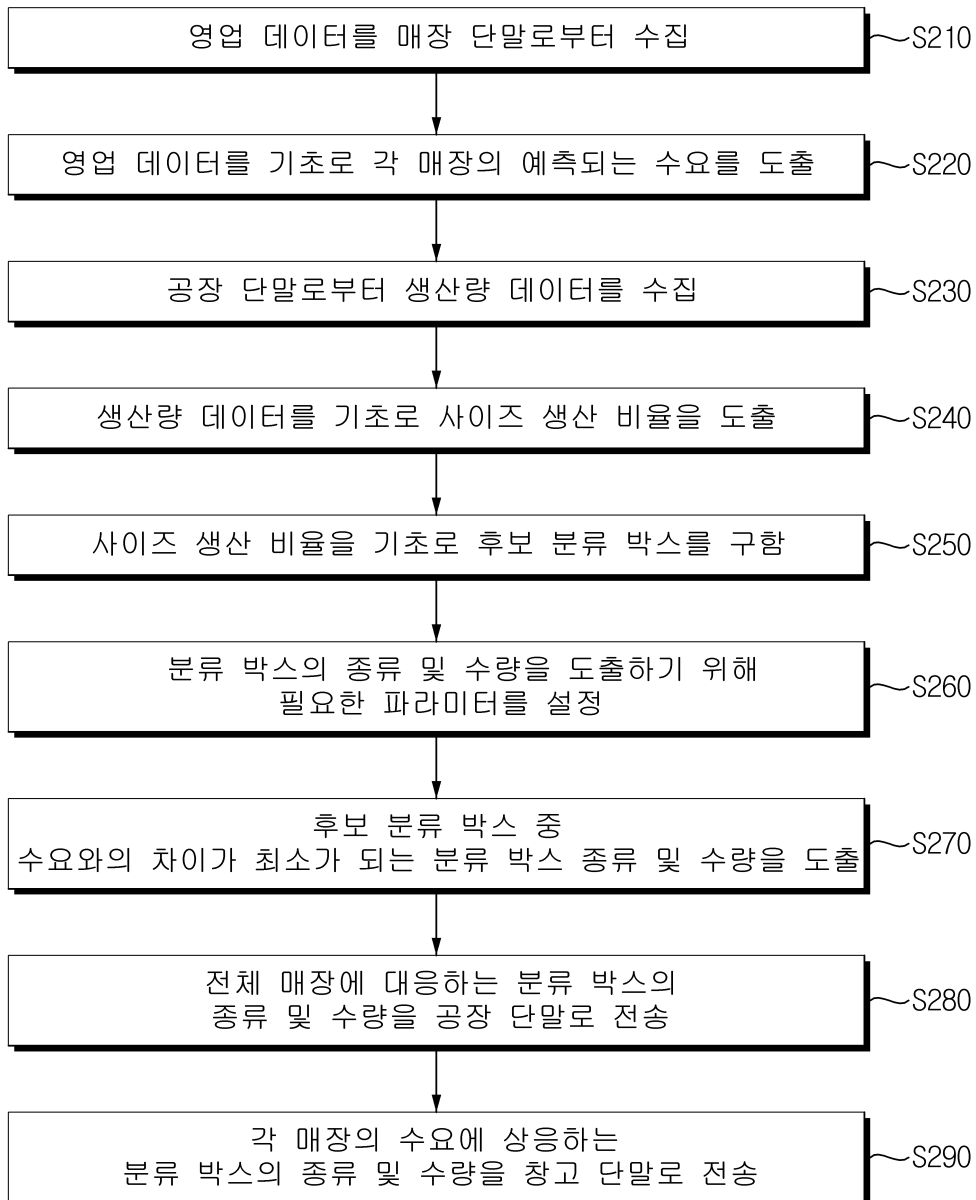 영업 데이터를 매장 단말로부터 수집
S210
영업 데이터를 기초로 각 매장의 예측되는 수요를 도출
S220
공장 단말로부터 생산량 데이터를 수집
S230
생산량 데이터를 기초로 사이즈 생산 비율을 도출
S240
사이즈 생산 비율을 기초로 후보 분류 박스를 구함
S250
분류 박스의 종류 및 수량을 도출하기 위해
필요한 파라미터를 설정
S260
후보 분류 박스 중
수요와의 차이가 최소가 되는 분류 박스 종류 및 수량을 도출
S270
전체 매장에 대응하는 분류 박스의
종류 및 수량을 공장 단말로 전송
S280
각 매장의 수요에 상응하는
분류 박스의 종류 및 수량을 창고 단말로 전송
S290